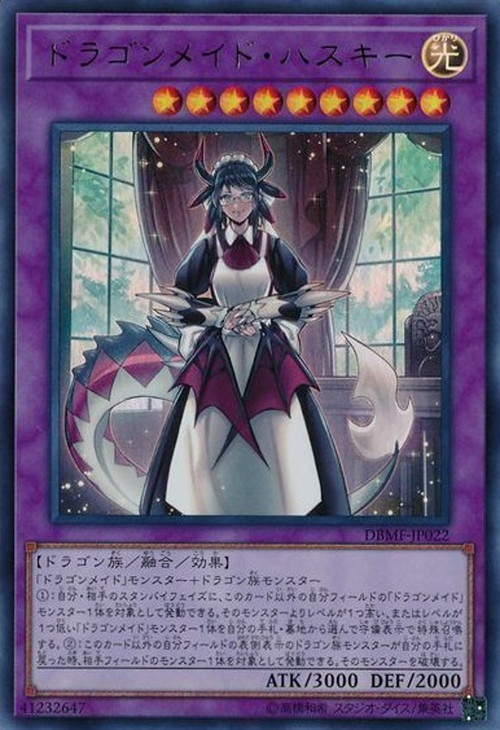 ドラゴンメイド・ハスキー
光
DBMF-JP022
【ドラゴン族／融合／効果】
「ドラゴンメイド」モンスター＋ドラゴン族モンスター
①：自分・相手のスタンバイフェイズに、このカード以外の自分フィールドの「ドラゴンメイド」
モンスター1体を対象として発動できる。そのモンスターよりレベルが1つ高い、またはレベルが
1つ低い「ドラゴンメイド」モンスター1体を自分の手札・墓地から選んで守備表示で特殊召喚
する。②：このカード以外の自分フィールドの表側表示のドラゴン族モンスターが自分の手札に
戻った時、相手フィールドのモンスター1体を対象として発動できる。そのモンスターを破壊する。
ATK/3000 DEF/2000
41232647 ©高橋和希 スタジオ・ダイス/集英社